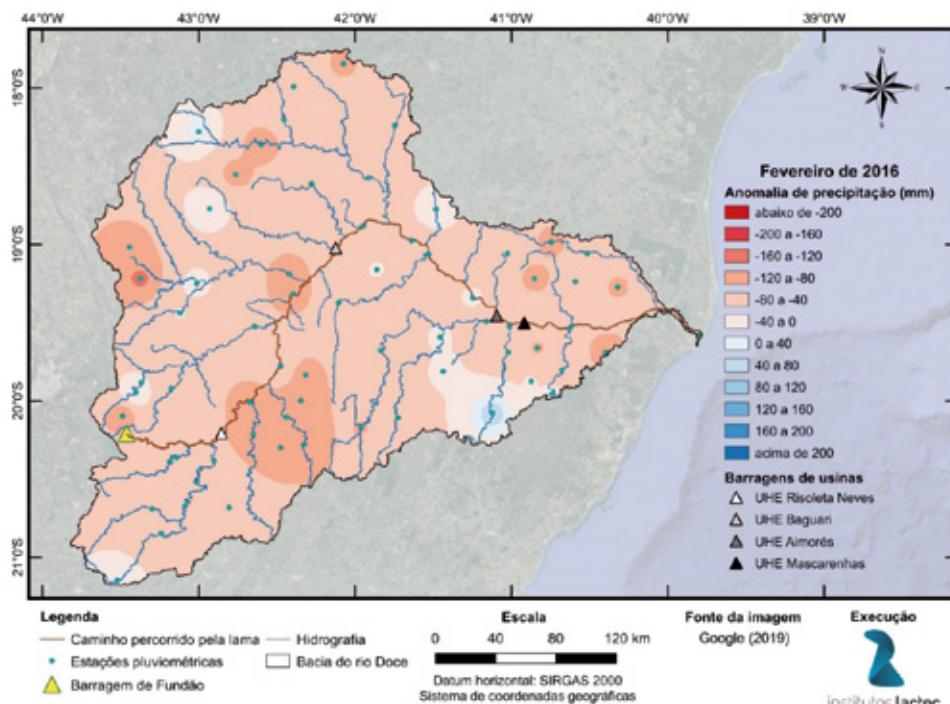 44°0'W 43°0'W 42°0'W 41°0'W 40°0'W 39°0'W
18°0'S
19°0'S
20°0'S
21°0'S
N
Fevereiro de 2016
Anomalia de precipitação (mm)
abaixo de -200
-200 a -160
-160 a -120
-120 a -80
-80 a -40
-40 a 0
0 a 40
40 a 80
80 a 120
120 a 160
160 a 200
acima de 200
Barragens de usinas
UHE Risoleta Neves
UHE Baguari
UHE Aimorés
UHE Mascarenhas
Legenda
Caminho percorrido pela lama
Hidrografia
Estações pluviométricas
Bacia do rio Doce
Barragem de Fundão
Escala
0 40 80 120 km
Datum horizontal: SIRGAS 2000
Sistema de coordenadas geográficas
Fonte da imagem
Google (2019)
Execução
institutos lactec